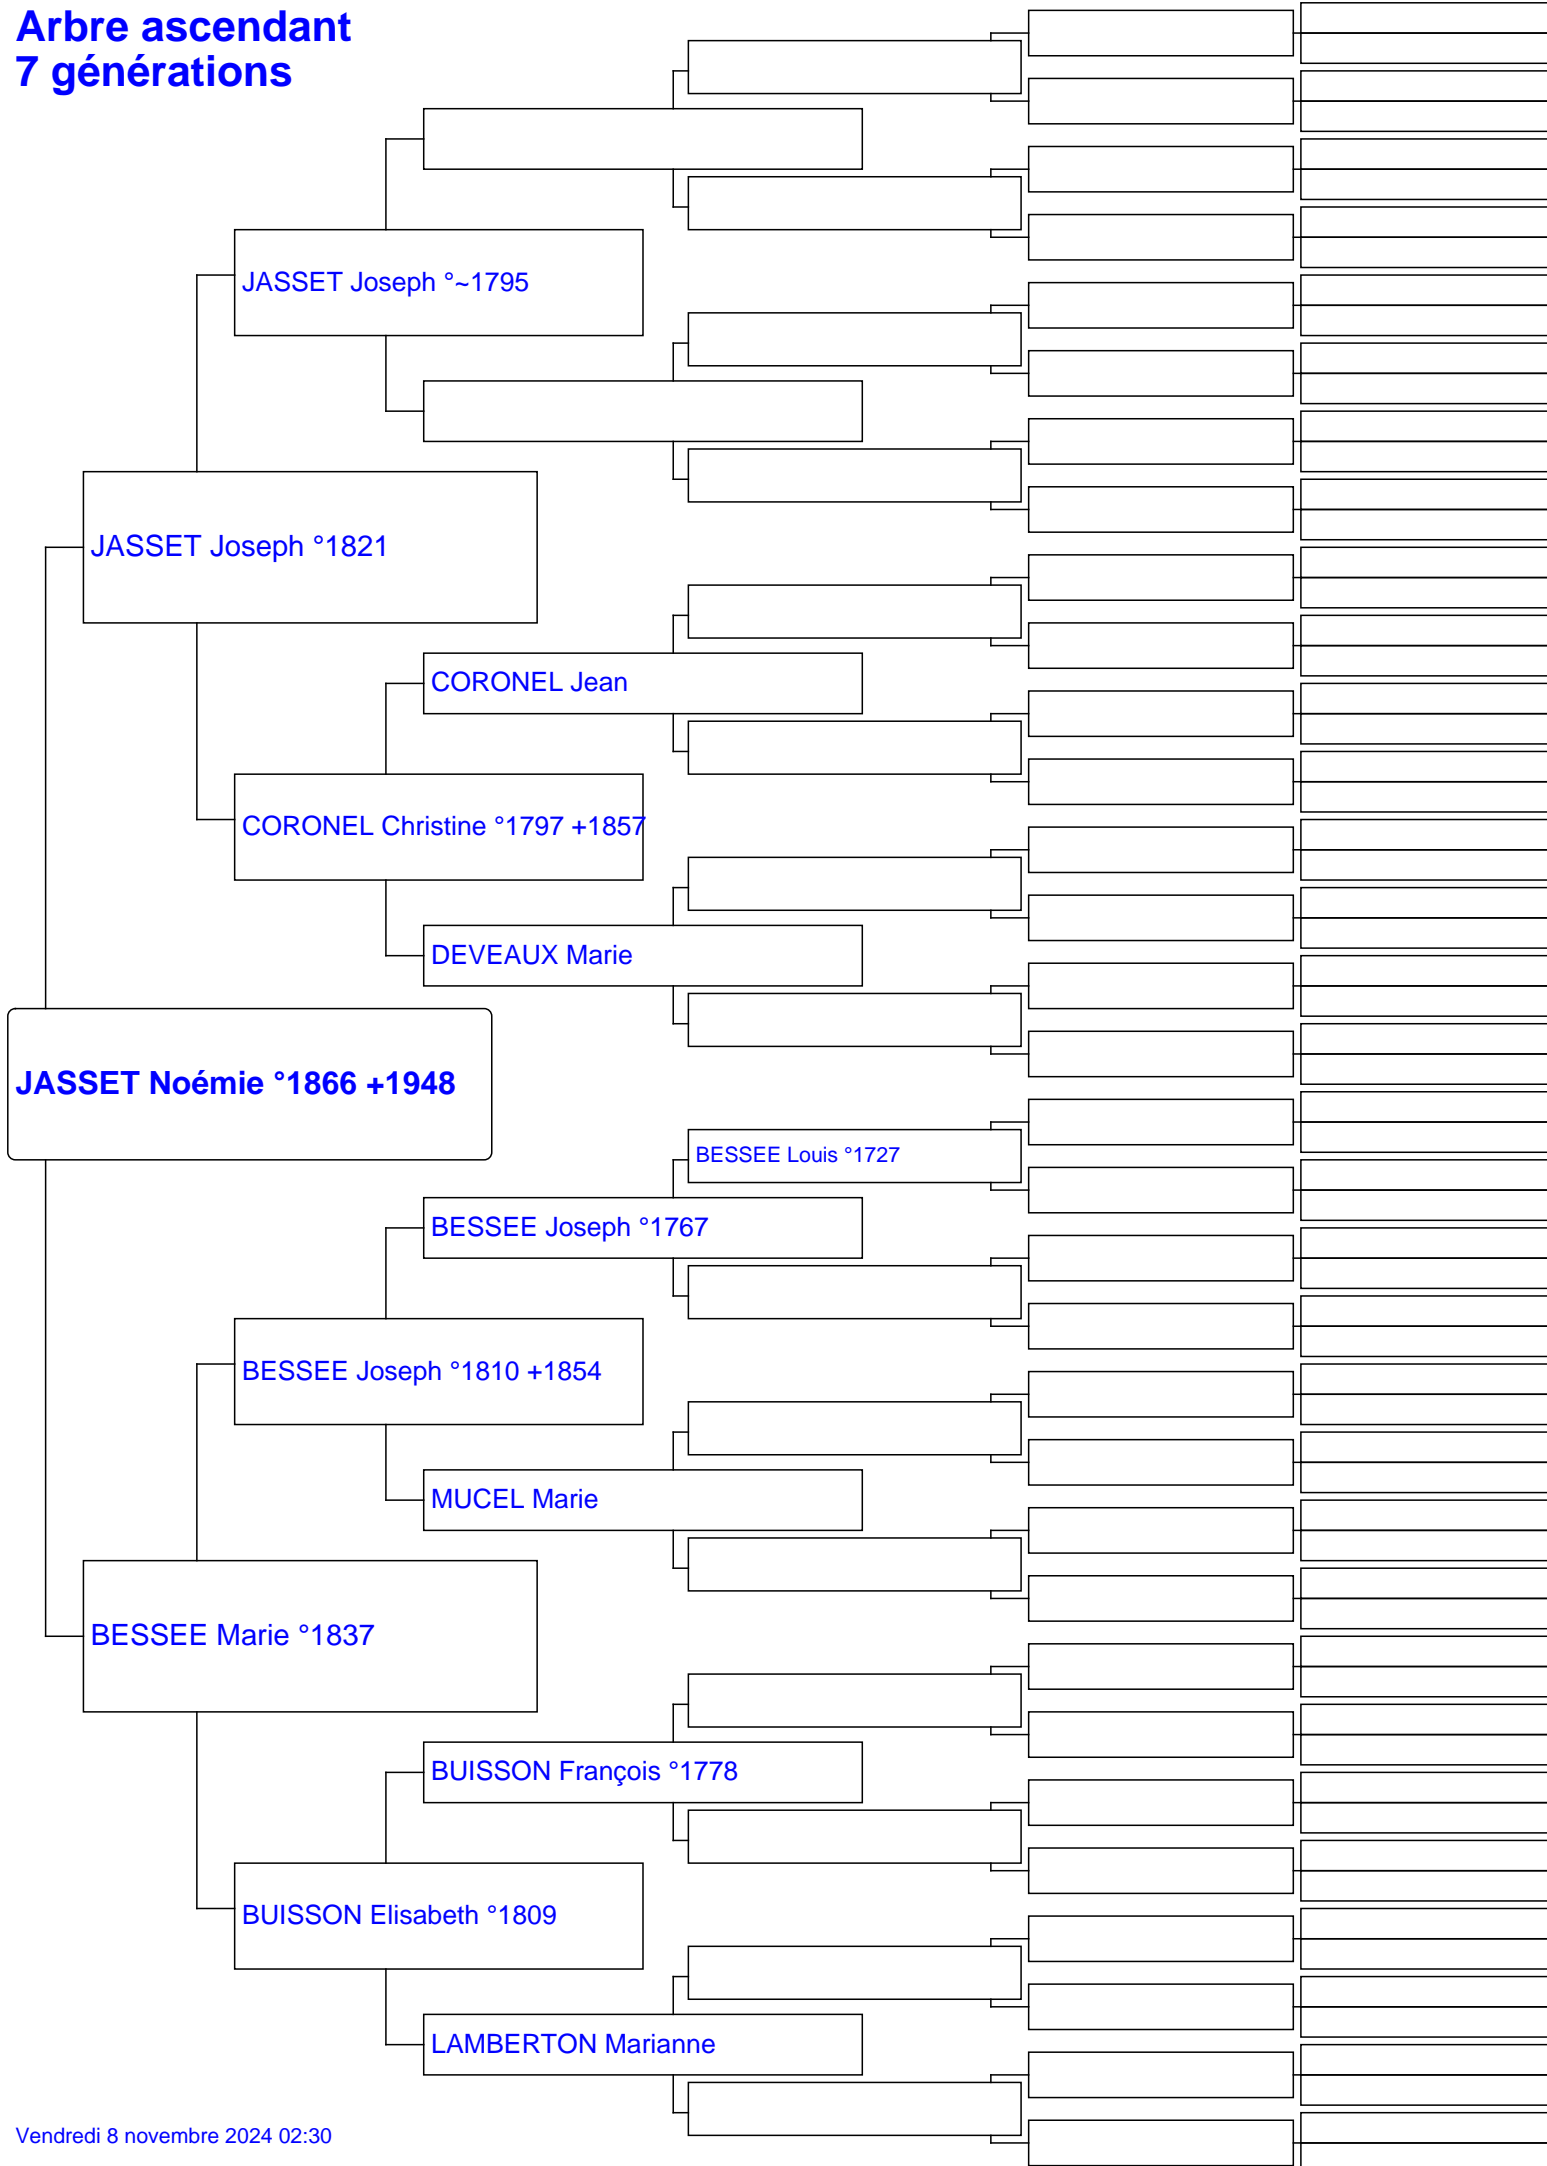 Arbre ascendant
7 générations
JASSET Joseph °~1795
JASSET Joseph °1821
CORONEL Jean
CORONEL Christine °1797 +1857
DEVEAUX Marie
JASSET Noémie °1866 +1948
BESSEE Louis °1727
BESSEE Joseph °1767
BESSEE Joseph °1810 +1854
MUCEL Marie
BESSEE Marie °1837
BUISSON François °1778
BUISSON Elisabeth °1809
LAMBERTON Marianne
Vendredi 8 novembre 2024 02:30